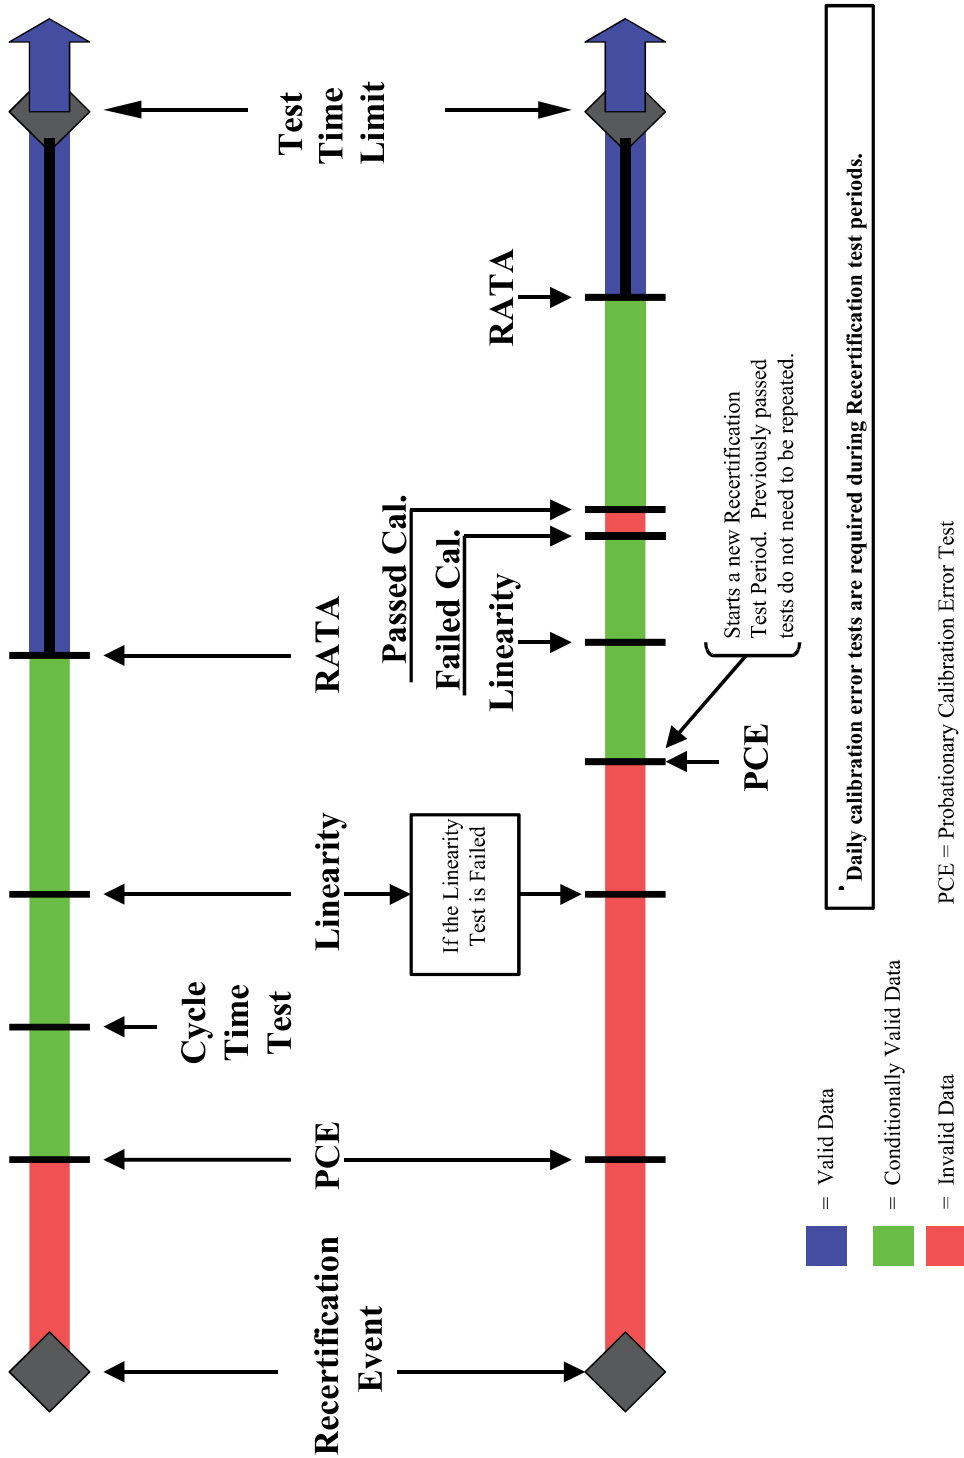 Recertification
Event
PCE
Cycle
Time
Test
Linearity
RATA
Test
Time
Limit
If the Linearity
Test is Failed
PCE
Starts a new Recertification
Test Period. Previously passed
tests do not need to be repeated.
Linearity
Failed Cal.
Passed Cal.
RATA
' Daily calibration error tests are required during Recertification test periods.
= Valid Data
= Conditionally Valid Data
= Invalid Data
PCE = Probationary Calibration Error Test